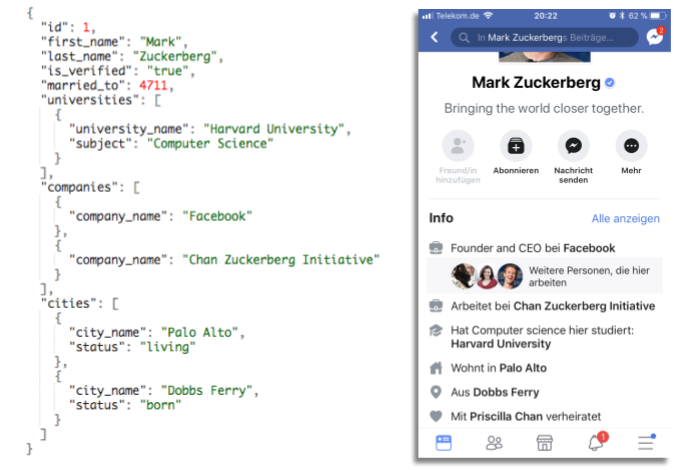 {
"id": 1,
"first_name": "Mark",
"last_name": "Zuckerberg",
"is_verified": "true",
"married_to": 4711,
"universities": [
{
"university_name": "Harvard University",
"subject": "Computer Science"
}
],
"companies": [
{
"company_name": "Facebook"
},
{
"company_name": "Chan Zuckerberg Initiative"
}
],
"cities": [
{
"city_name": "Palo Alto",
"status": "living"
},
{
"city_name": "Dobbs Ferry",
"status": "born"
}
]
}
Telekom.de 20:22 62 %
In Mark Zuckerbergs Beiträge... 2
Mark Zuckerberg
Bringing the world closer together.
Freund/in hinzufügen
Abonnieren
Nachricht senden
Mehr
Info Alle anzeigen
Founder and CEO bei Facebook
Weitere Personen, die hier
arbeiten
Arbeitet bei Chan Zuckerberg Initiative
Hat Computer science hier studiert:
Harvard University
Wohnt in Palo Alto
Aus Dobbs Ferry
Mit Priscilla Chan verheiratet
1